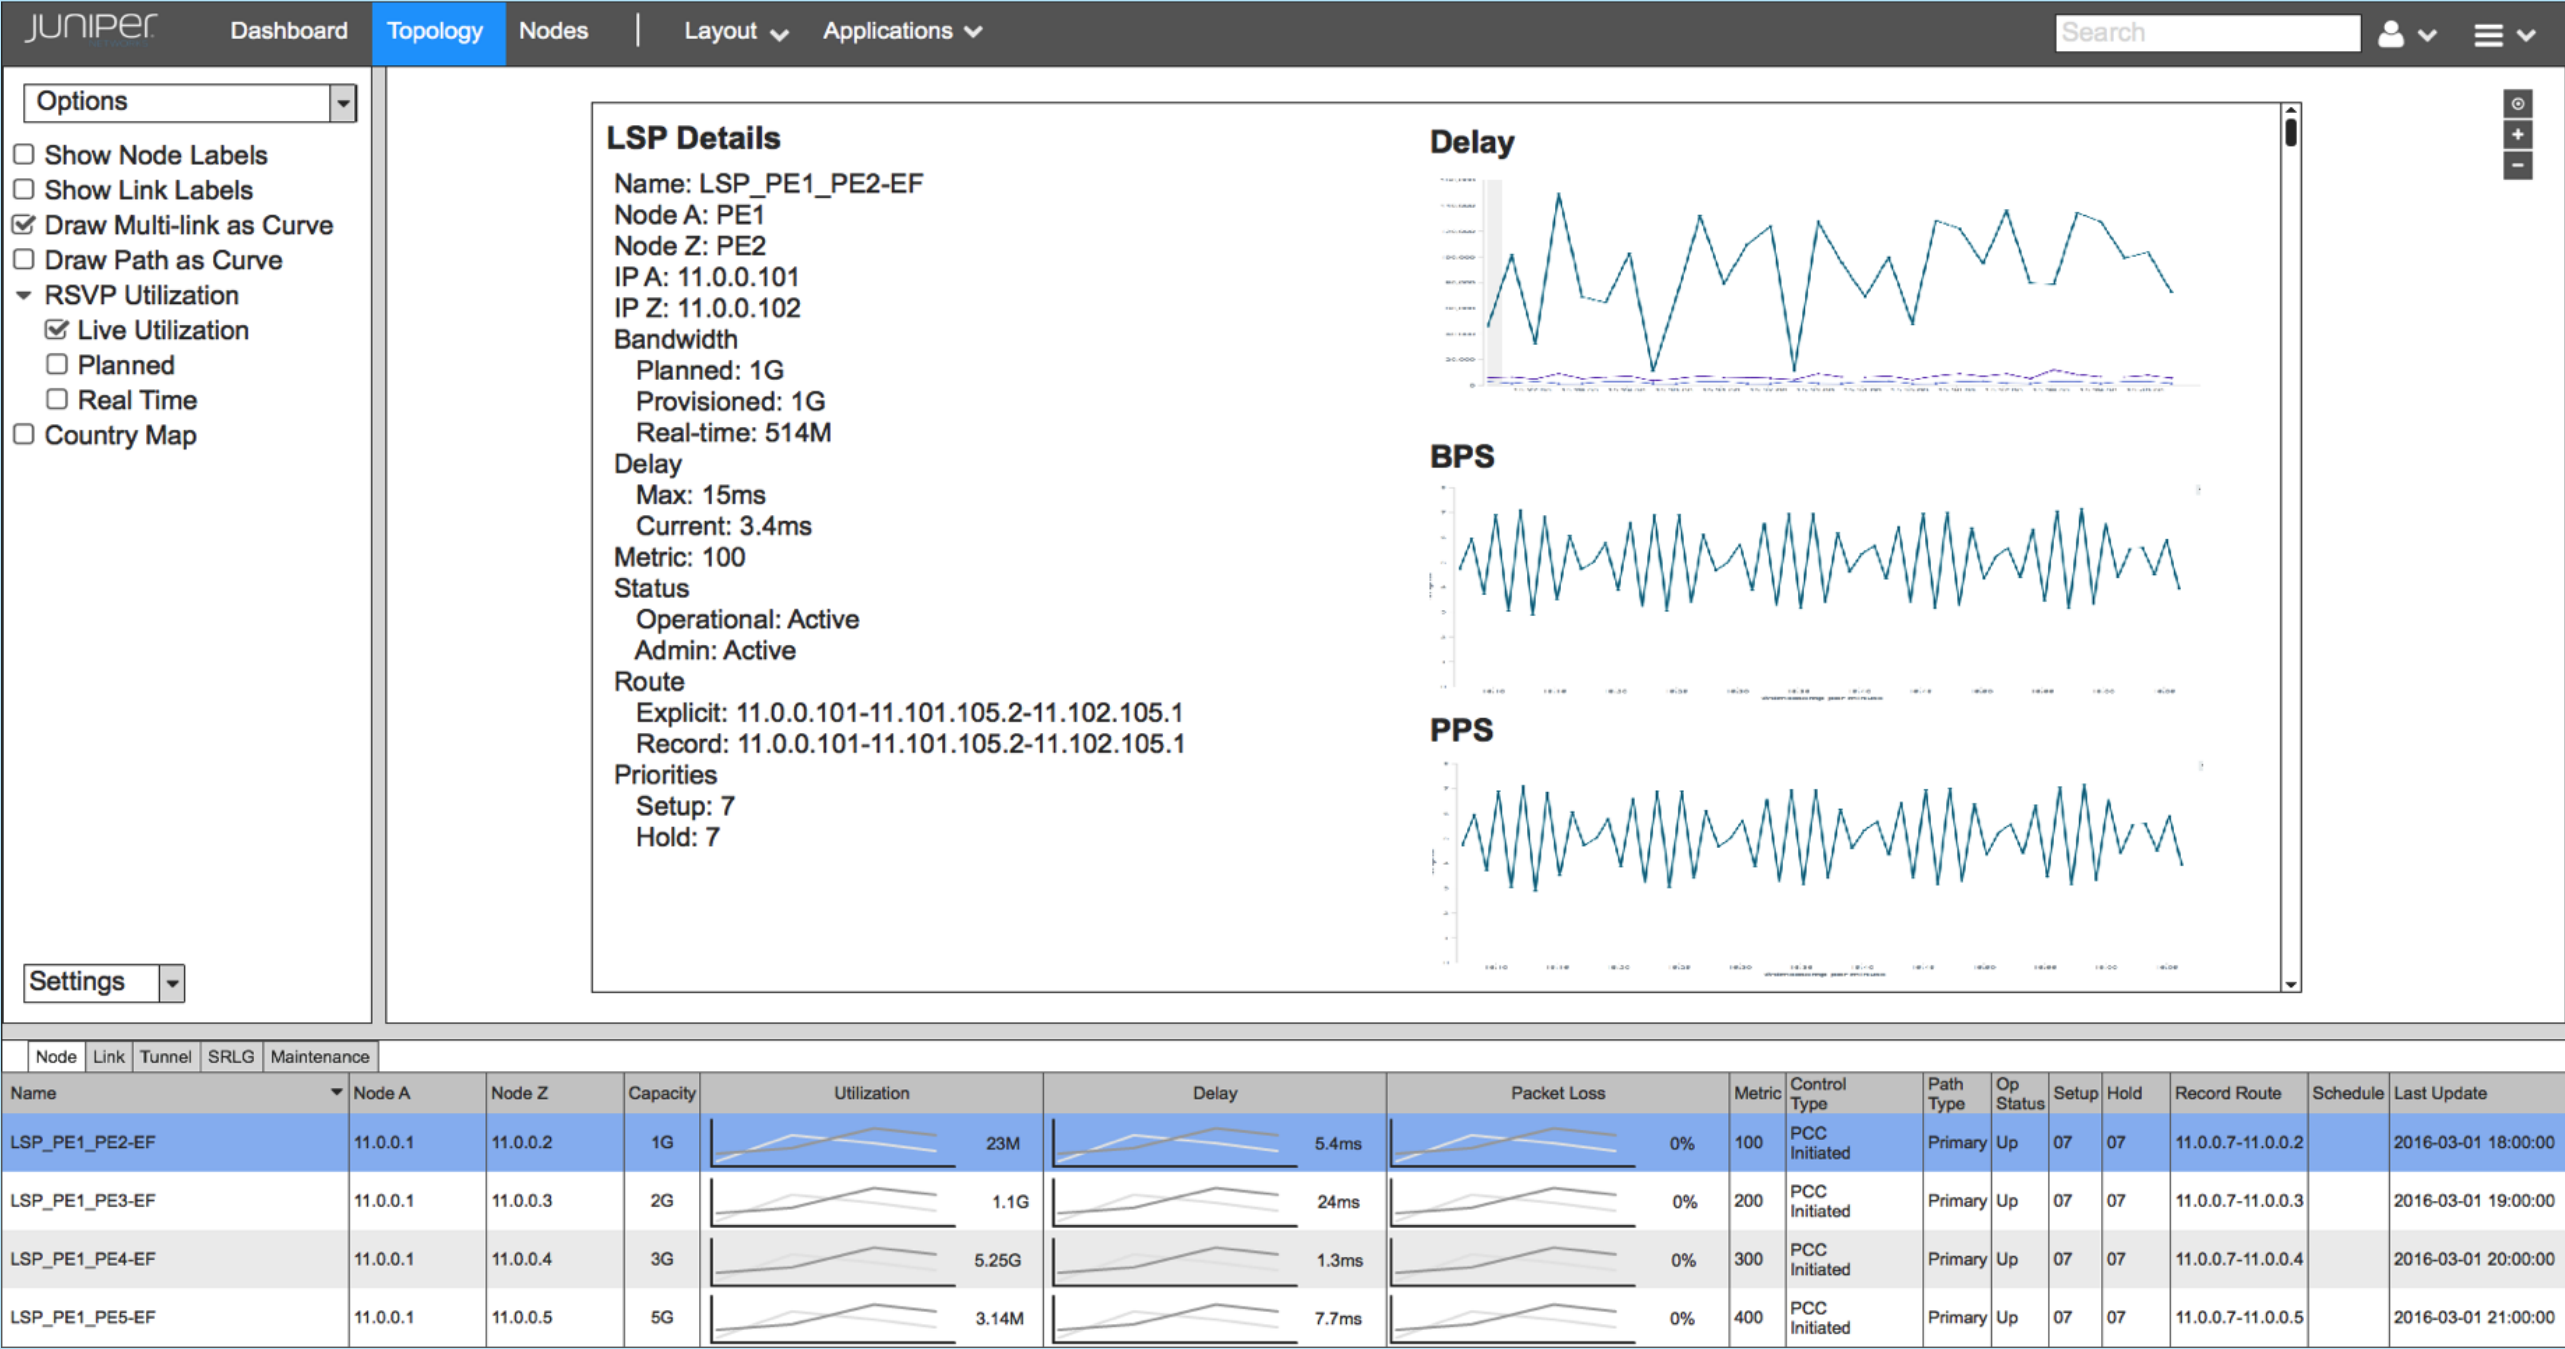 JUNIPer
NETWORKS
Dashboard
Topology
Nodes
Layout
Applications
Search
Options
Show Node Labels
Show Link Labels
Draw Multi-link as Curve
Draw Path as Curve
RSVP Utilization
Live Utilization
Planned
Real Time
Country Map
Settings
LSP Details
Name: LSP_PE1_PE2-EF
Node A: PE1
Node Z: PE2
IP A: 11.0.0.101
IP Z: 11.0.0.102
Bandwidth
Planned: 1G
Provisioned: 1G
Real-time: 514M
Delay
Max: 15ms
Current: 3.4ms
Metric: 100
Status
Operational: Active
Admin: Active
Route
Explicit: 11.0.0.101-11.101.105.2-11.102.105.1
Record: 11.0.0.101-11.101.105.2-11.102.105.1
Priorities
Setup: 7
Hold: 7
Delay
BPS
PPS
Node Link Tunnel SRLG Maintenance
Name Node A Node Z Capacity Utilization Delay Packet Loss Metric Control Type Path Type Op Status Setup Hold Record Route Schedule Last Update
LSP_PE1_PE2-EF 11.0.0.1 11.0.0.2 1G 23M 5.4ms 0% 100 PCC Initiated Primary Up 07 07 11.0.0.7-11.0.0.2 2016-03-01 18:00:00
LSP_PE1_PE3-EF 11.0.0.1 11.0.0.3 2G 1.1G 24ms 0% 200 PCC Initiated Primary Up 07 07 11.0.0.7-11.0.0.3 2016-03-01 19:00:00
LSP_PE1_PE4-EF 11.0.0.1 11.0.0.4 3G 5.25G 1.3ms 0% 300 PCC Initiated Primary Up 07 07 11.0.0.7-11.0.0.4 2016-03-01 20:00:00
LSP_PE1_PE5-EF 11.0.0.1 11.0.0.5 5G 3.14M 7.7ms 0% 400 PCC Initiated Primary Up 07 07 11.0.0.7-11.0.0.5 2016-03-01 21:00:00